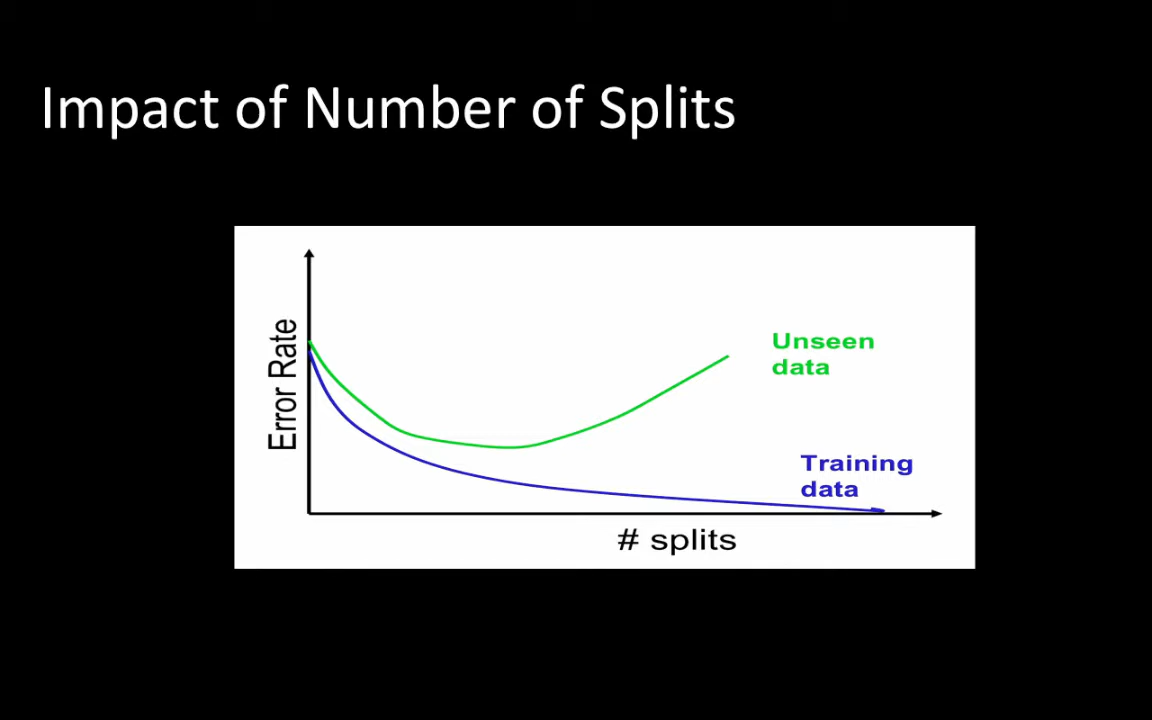 Impact of Number of Splits
Error Rate
Unseen
data
Training
data
# splits